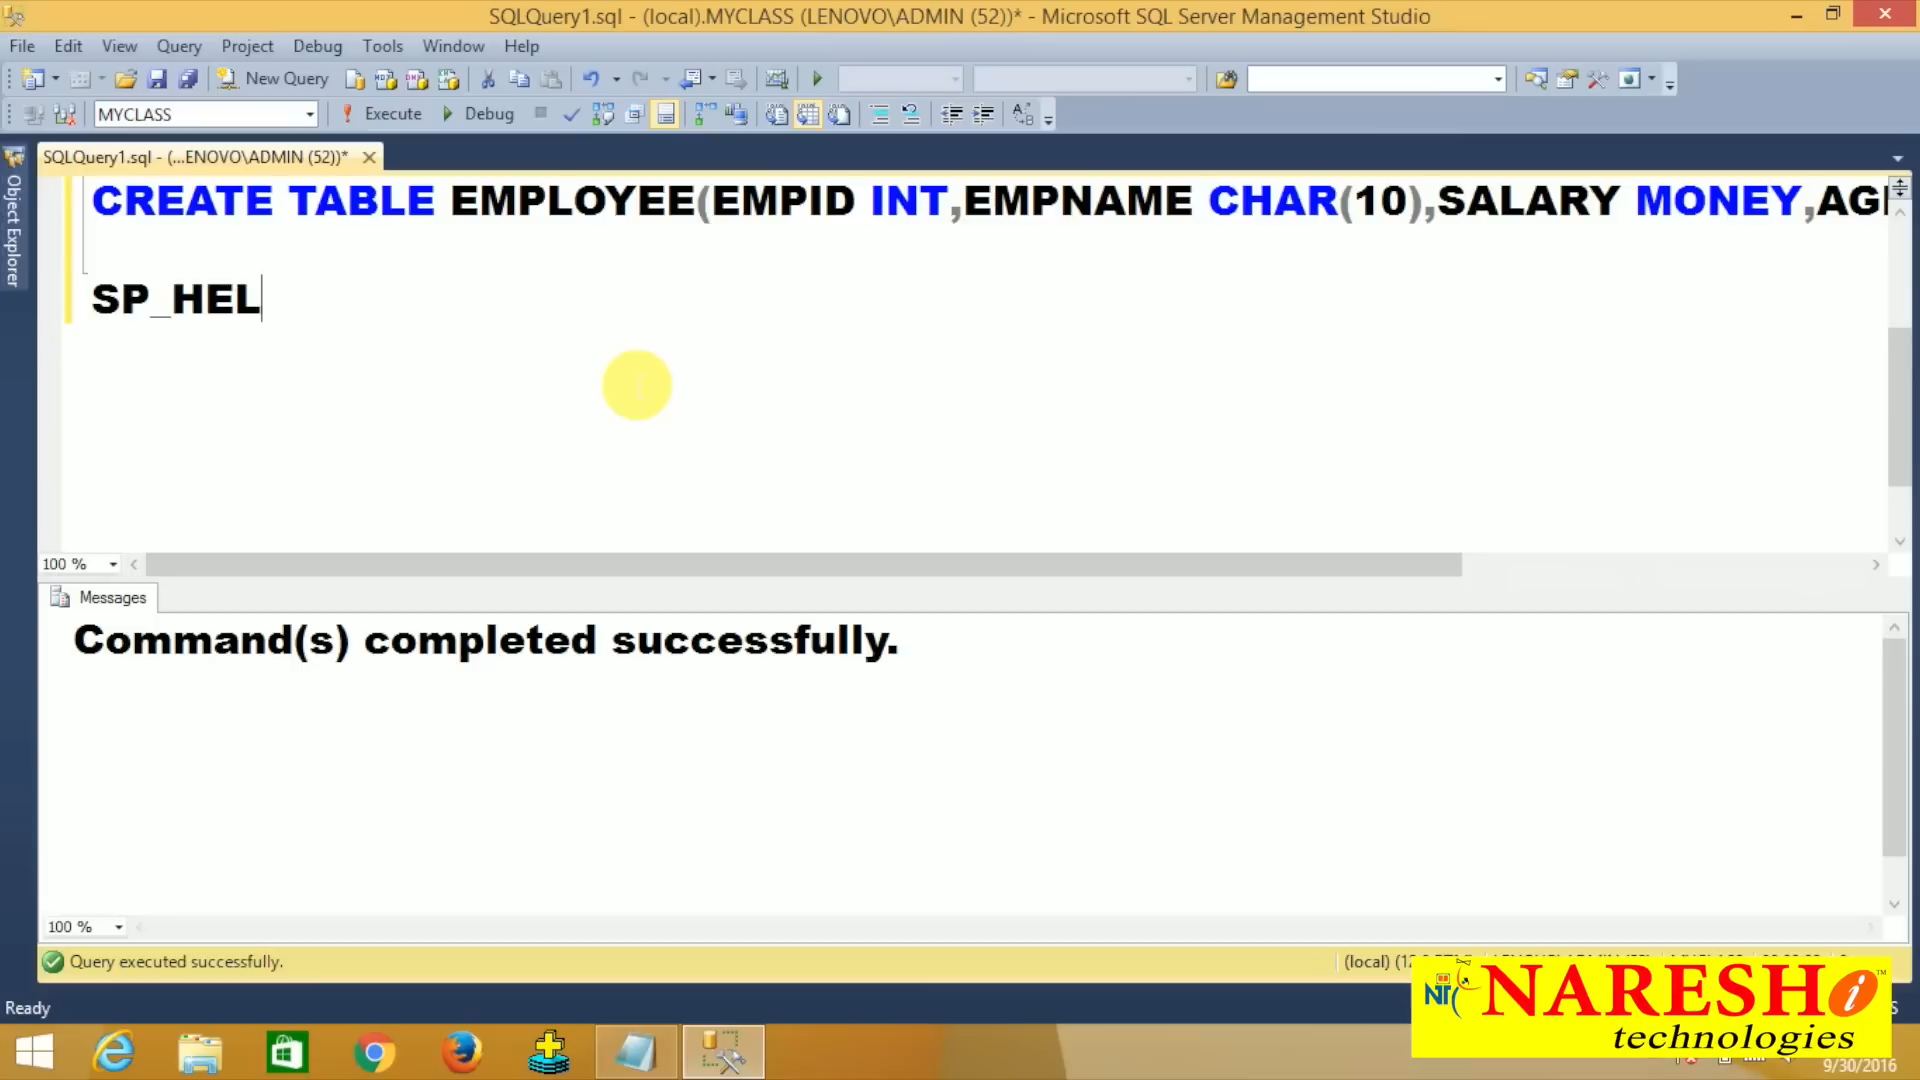 SQLQuery1.sql - (local).MYCLASS (LENOVO\ADMIN (52))* - Microsoft SQL Server Management Studio
File Edit View Query Project Debug Tools Window Help
New Query
MYCLASS Execute Debug
SQLQuery1.sql - (...ENOVO\ADMIN (52))*
Object Explorer
CREATE TABLE EMPLOYEE(EMPID INT,EMPNAME CHAR(10),SALARY MONEY,AG
SP_HEL
100 %
Messages
Command(s) completed successfully.
100 %
Query executed successfully.
(local)
Ready
NARESH i ™
technologies
9/30/2016